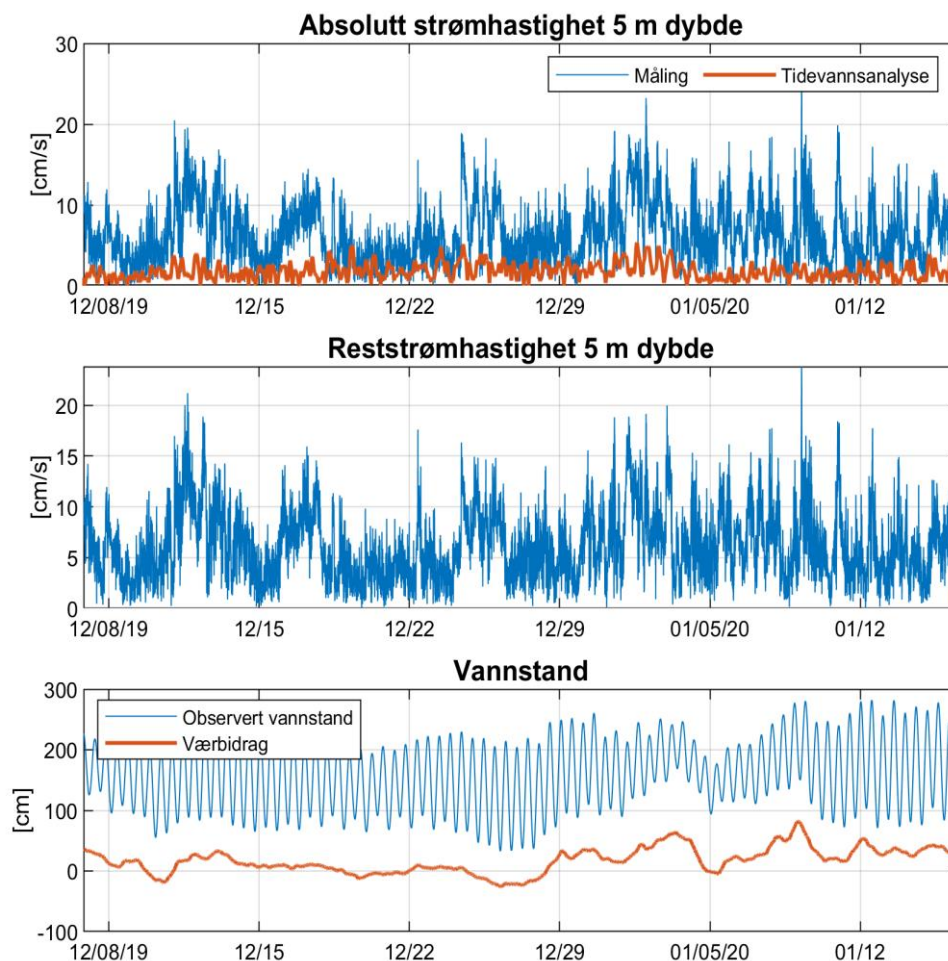 Absolutt strømhastighet 5 m dybde
30
20
10
0
[cm/s]
Måling
Tidevannsanalyse
12/08/19 12/15 12/22 12/29 01/05/20 01/12
Reststrømhastighet 5 m dybde
20
15
10
5
0
[cm/s]
12/08/19 12/15 12/22 12/29 01/05/20 01/12
Vannstand
300
200
100
0
-100
[cm]
Observert vannstand
Værbidrag
12/08/19 12/15 12/22 12/29 01/05/20 01/12